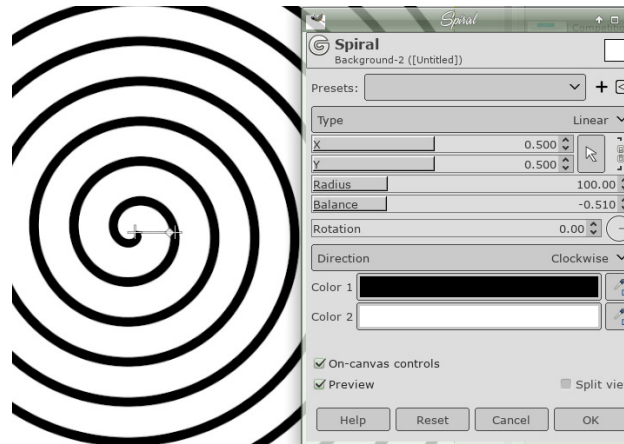 Spiral
Spiral
Background-2 ([Untitled])
Presets:
Type Linear
X 0.500
Y 0.500
Radius 100.00
Balance -0.510
Rotation 0.00
Direction Clockwise
Color 1
Color 2
On-canvas controls
Preview Split vie
Help Reset Cancel OK